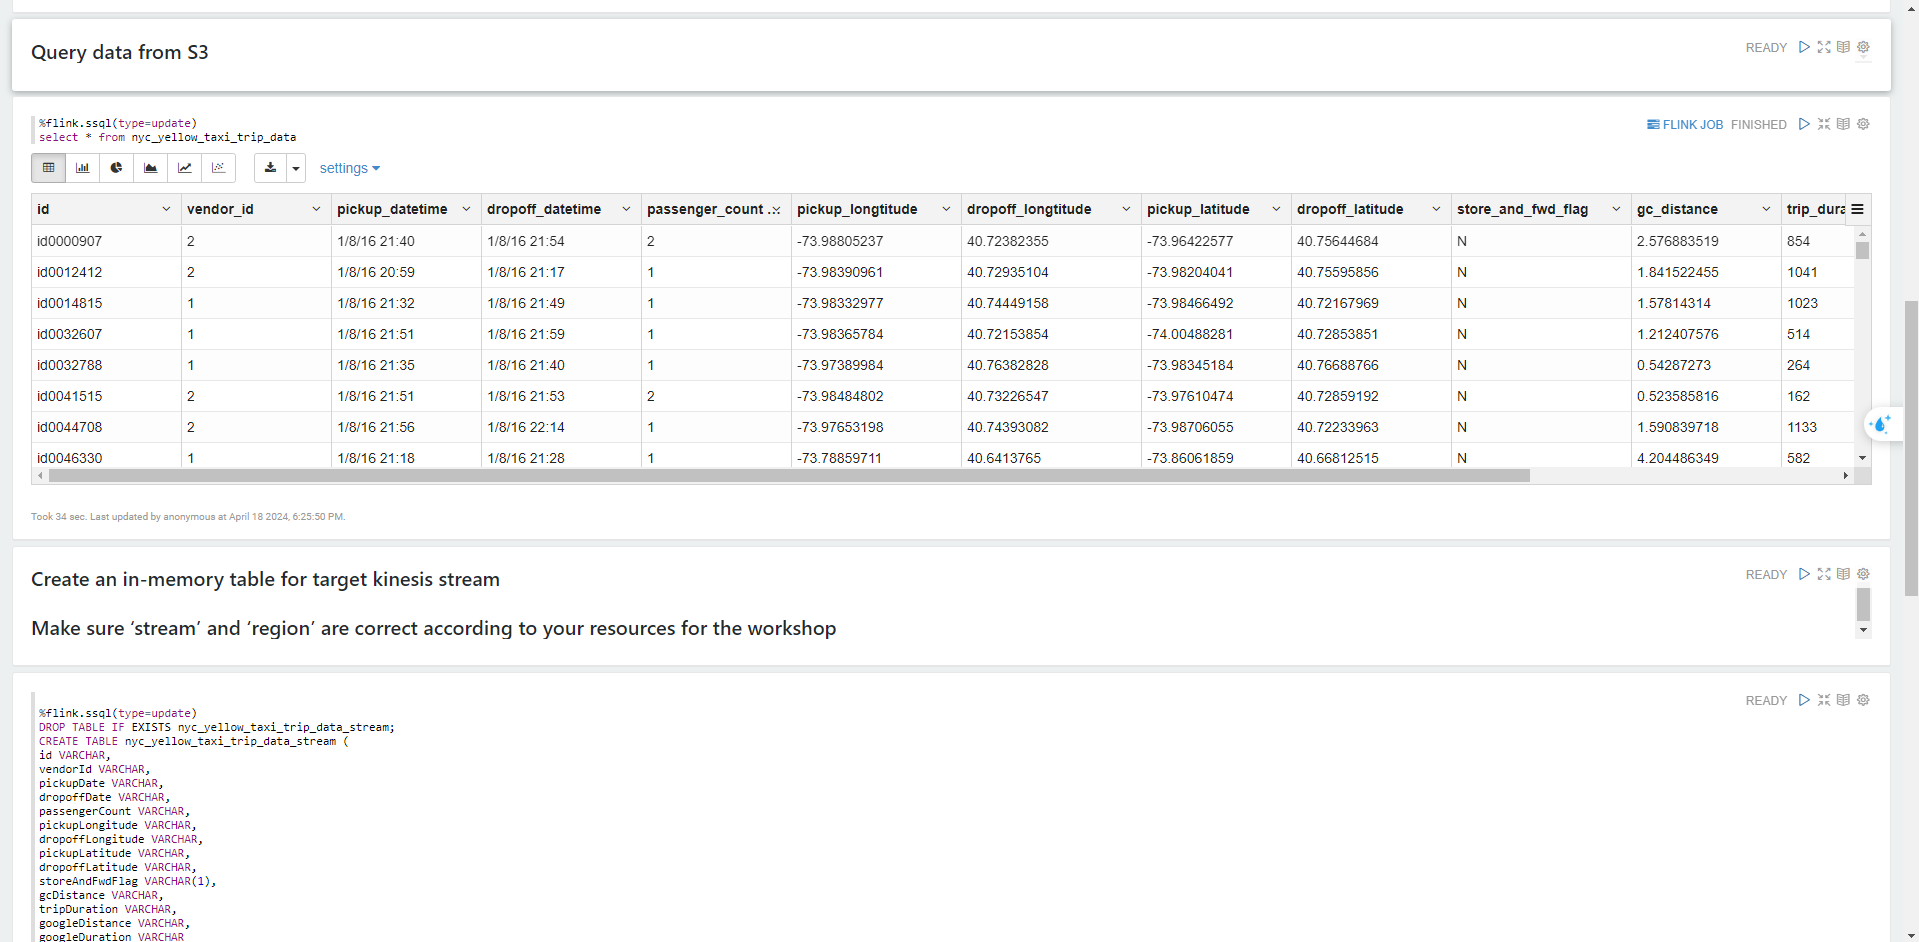 Query data from S3
READY
%flink.ssql(type=update)
select * from nyc_yellow_taxi_trip_data
FLINK JOB FINISHED
settings
id vendor_id pickup_datetime dropoff_datetime passenger_count .. pickup_longtitude dropoff_longtitude pickup_latitude dropoff_latitude store_and_fwd_flag gc_distance trip_dura
id0000907 2 1/8/16 21:40 1/8/16 21:54 2 -73.98805237 40.72382355 -73.96422577 40.75644684 N 2.576883519 854
id0012412 2 1/8/16 20:59 1/8/16 21:17 1 -73.98390961 40.72935104 -73.98204041 40.75595856 N 1.841522455 1041
id0014815 1 1/8/16 21:32 1/8/16 21:49 1 -73.98332977 40.74449158 -73.98466492 40.72167969 N 1.57814314 1023
id0032607 1 1/8/16 21:51 1/8/16 21:59 1 -73.98365784 40.72153854 -74.00488281 40.72853851 N 1.212407576 514
id0032788 1 1/8/16 21:35 1/8/16 21:40 1 -73.97389984 40.76382828 -73.98345184 40.76688766 N 0.54287273 264
id0041515 2 1/8/16 21:51 1/8/16 21:53 2 -73.98484802 40.73226547 -73.97610474 40.72859192 N 0.523585816 162
id0044708 2 1/8/16 21:56 1/8/16 22:14 1 -73.97653198 40.74393082 -73.98706055 40.72233963 N 1.590839718 1133
id0046330 1 1/8/16 21:18 1/8/16 21:28 1 -73.78859711 40.6413765 -73.86061859 40.66812515 N 4.204486349 582
Took 34 sec. Last updated by anonymous at April 18 2024, 6:25:50 PM.
Create an in-memory table for target kinesis stream
READY
Make sure ‘stream’ and ‘region’ are correct according to your resources for the workshop
READY
%flink.ssql(type=update)
DROP TABLE IF EXISTS nyc_yellow_taxi_trip_data_stream;
CREATE TABLE nyc_yellow_taxi_trip_data_stream (
id VARCHAR,
vendorId VARCHAR,
pickupDate VARCHAR,
dropoffDate VARCHAR,
passengerCount VARCHAR,
pickupLongitude VARCHAR,
dropoffLongitude VARCHAR,
pickupLatitude VARCHAR,
dropoffLatitude VARCHAR,
storeAndFwdFlag VARCHAR(1),
gcDistance VARCHAR,
tripDuration VARCHAR,
googleDistance VARCHAR,
googleDuration VARCHAR